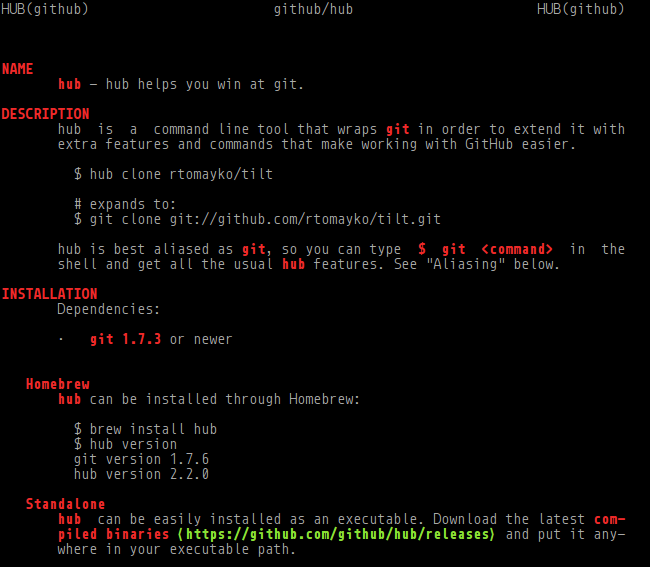 HUB(github) github/hub HUB(github)
NAME
hub – hub helps you win at git.
DESCRIPTION
hub is a command line tool that wraps git in order to extend it with
extra features and commands that make working with GitHub easier.
$ hub clone rtomayko/tilt
# expands to:
$ git clone git://github.com/rtomayko/tilt.git
hub is best aliased as git, so you can type $ git <command> in the
shell and get all the usual hub features. See "Aliasing" below.
INSTALLATION
Dependencies:
· git 1.7.3 or newer
Homebrew
hub can be installed through Homebrew:
$ brew install hub
$ hub version
git version 1.7.6
hub version 2.2.0
Standalone
hub can be easily installed as an executable. Download the latest com–
piled binaries ⟨https://github.com/github/hub/releases⟩ and put it any–
where in your executable path.